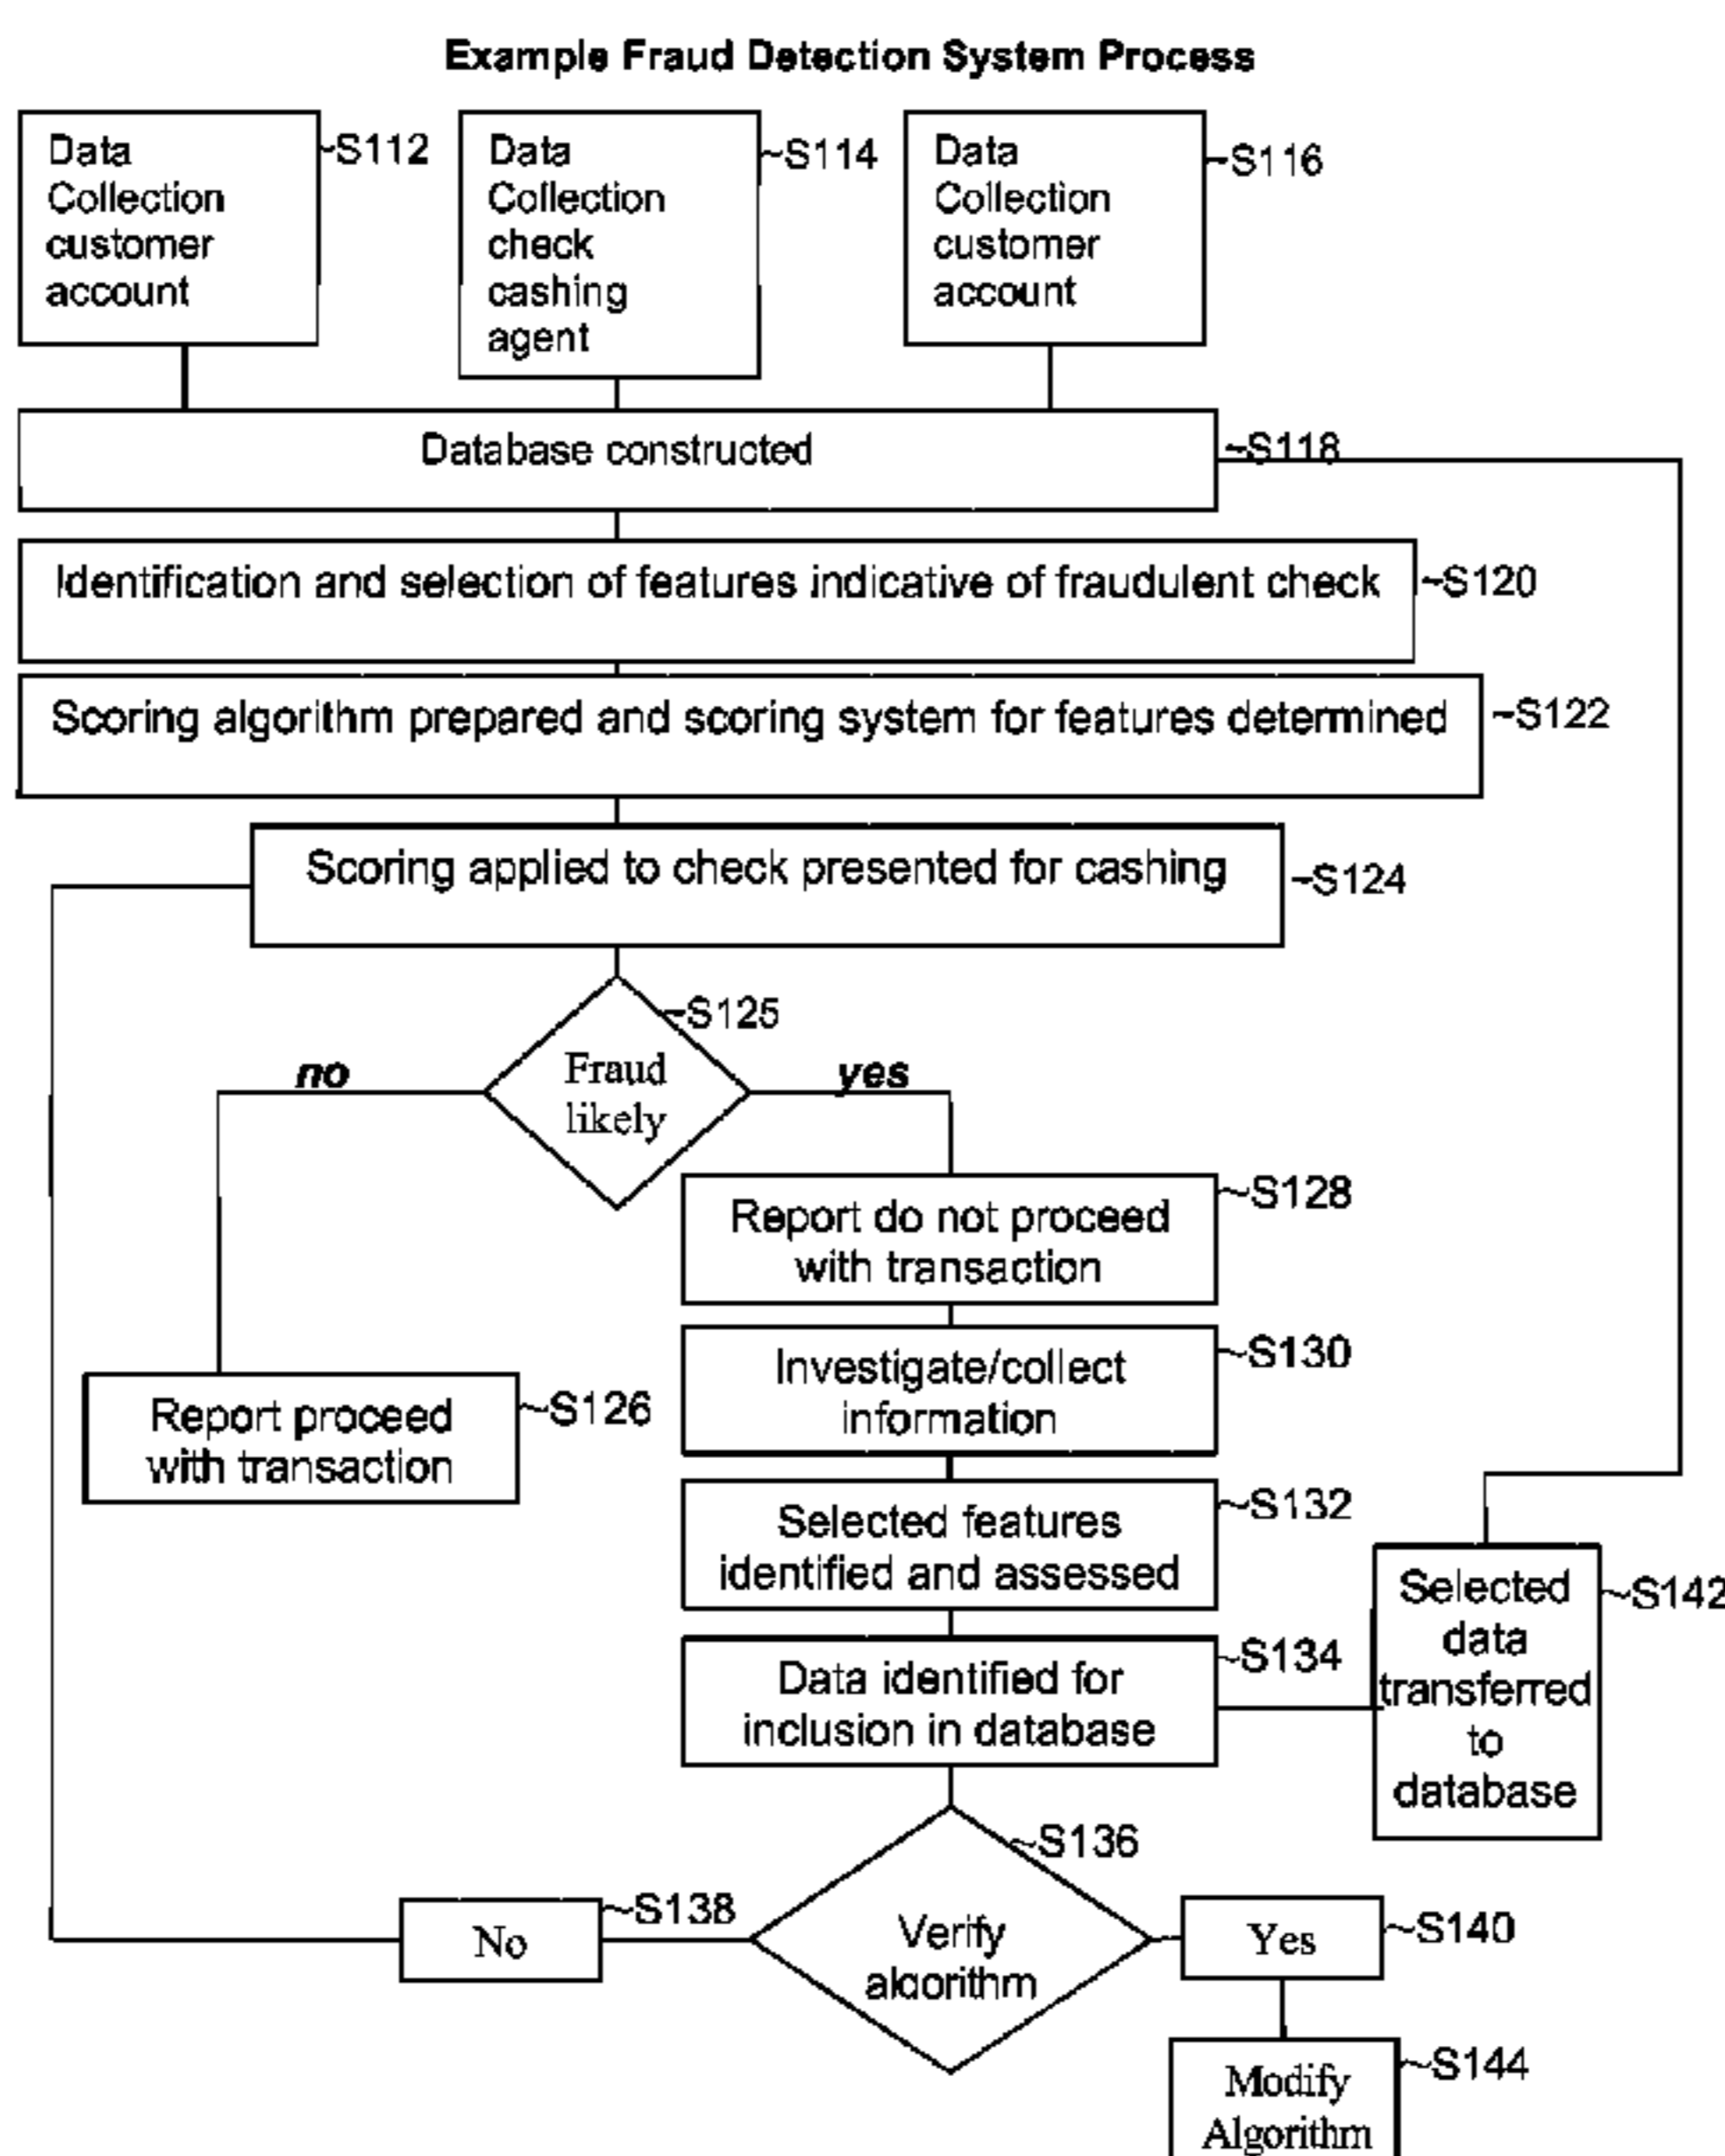 Example Fraud Detection System Process
Data
Collection
customer
account
~S112
Data
Collection
check
cashing
agent
~S114
Data
Collection
customer
account
~S116
Database constructed
~S118
Identification and selection of features indicative of fraudulent check
~S120
Scoring algorithm prepared and scoring system for features determined
~S122
Scoring applied to check presented for cashing
~S124
~S125
Fraud
likely
no
yes
Report do not proceed
with transaction
~S128
Investigate/collect
information
~S130
Report proceed
with transaction
~S126
Selected features
identified and assessed
~S132
Selected
data
transferred
to
database
~S142
Data identified for
inclusion in database
~S134
~S136
Verify
algorithm
No
~S138
Yes
~S140
Modify
Algorithm
~S144